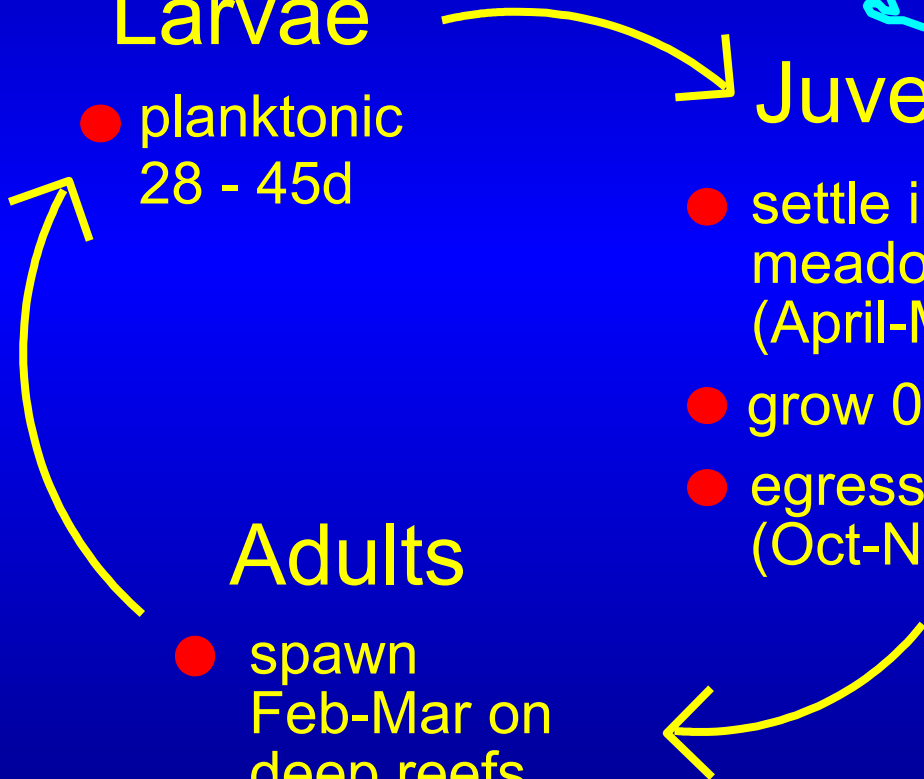 Larvae
planktonic
28 - 45d
Juve
settle i
meado
(April-M
grow 0
egress
(Oct-N
Adults
spawn
Feb-Mar on
deep reefs